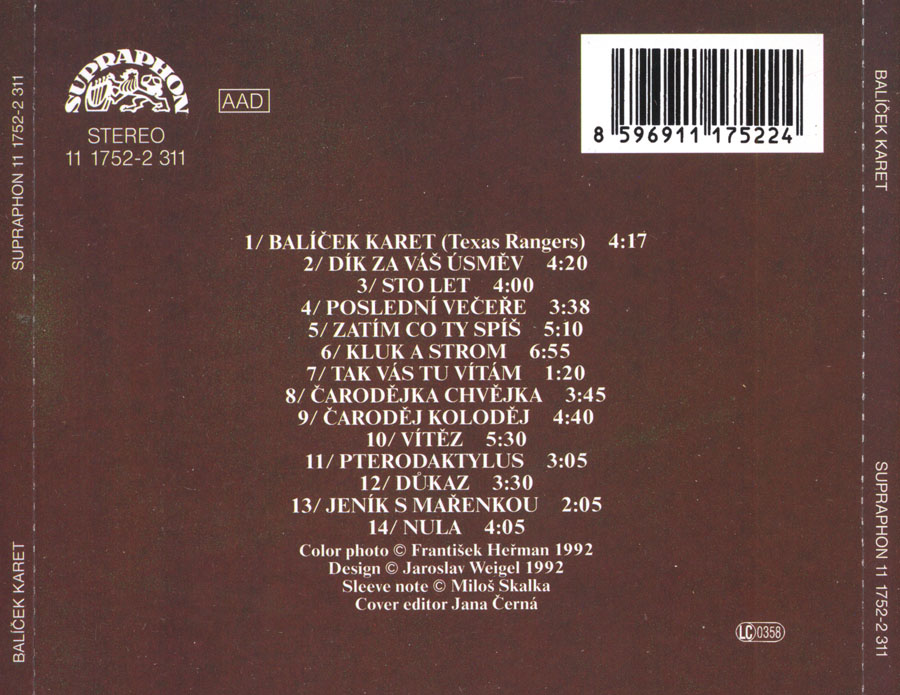 SUPRAPHON
STEREO
11 1752-2 311
AAD
8 596911 175224
1/ BALÍČEK KARET (Texas Rangers) 4:17
2/ DÍK ZA VÁŠ ÚSMĚV 4:20
3/ STO LET 4:00
4/ POSLEDNÍ VEČEŘE 3:38
5/ ZATÍM CO TY SPÍŠ 5:10
6/ KLUK A STROM 6:55
7/ TAK VÁS TU VÍTÁM 1:20
8/ ČARODĚJKA CHVĚJKA 3:45
9/ ČARODĚJ KOLODĚJ 4:40
10/ VÍTĚZ 5:30
11/ PTERODAKTYLUS 3:05
12/ DŮKAZ 3:30
13/ JENÍK S MAŘENKOU 2:05
14/ NULA 4:05
Color photo © František Heřman 1992
Design © Jaroslav Weigel 1992
Sleeve note © Miloš Skalka
Cover editor Jana Černá
LC 0358
BALÍČEK KARET
SUPRAPHON 11 1752-2 311
BALÍČEK KARET
SUPRAPHON 11 1752-2 311